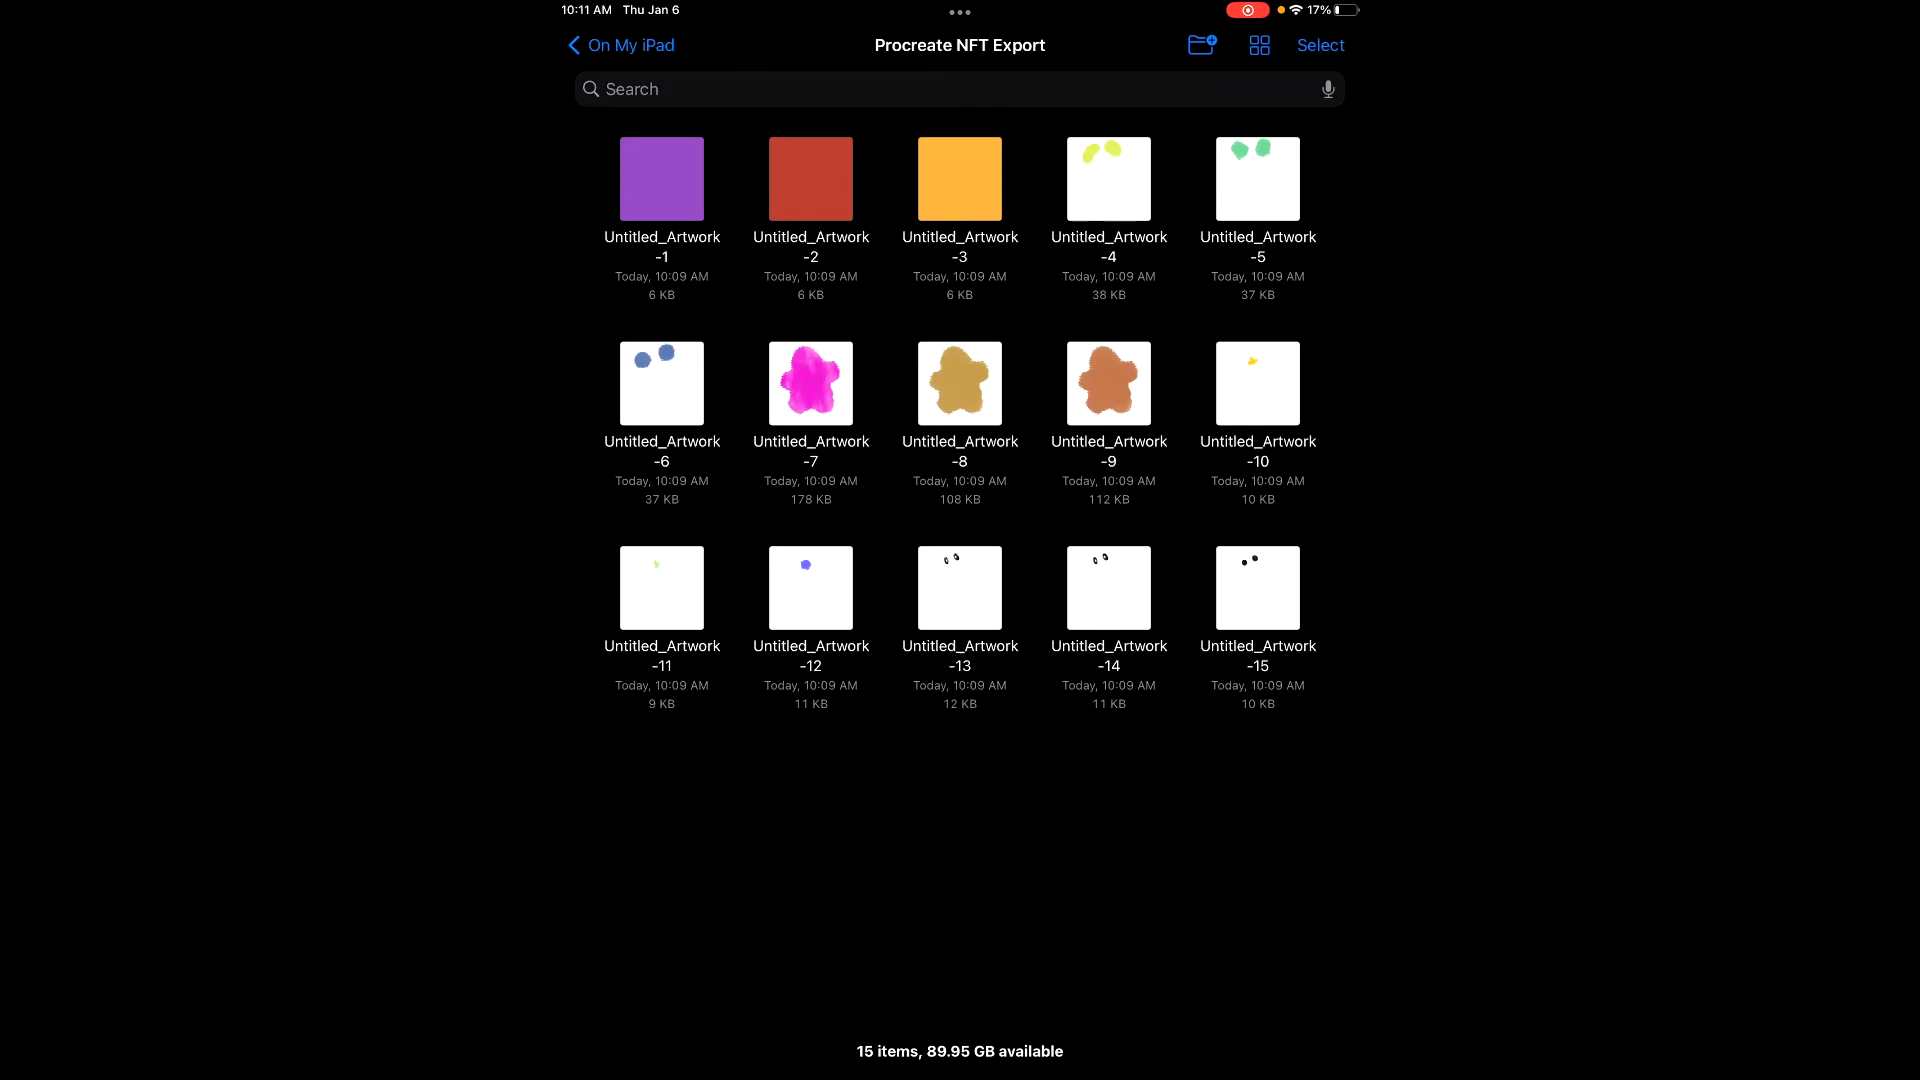 10:11 AM Thu Jan 6
17%
On My iPad
Procreate NFT Export
Select
Search
Untitled_Artwork
-1
Today, 10:09 AM
6 KB
Untitled_Artwork
-2
Today, 10:09 AM
6 KB
Untitled_Artwork
-3
Today, 10:09 AM
6 KB
Untitled_Artwork
-4
Today, 10:09 AM
38 KB
Untitled_Artwork
-5
Today, 10:09 AM
37 KB
Untitled_Artwork
-6
Today, 10:09 AM
37 KB
Untitled_Artwork
-7
Today, 10:09 AM
178 KB
Untitled_Artwork
-8
Today, 10:09 AM
108 KB
Untitled_Artwork
-9
Today, 10:09 AM
112 KB
Untitled_Artwork
-10
Today, 10:09 AM
10 KB
Untitled_Artwork
-11
Today, 10:09 AM
9 KB
Untitled_Artwork
-12
Today, 10:09 AM
11 KB
Untitled_Artwork
-13
Today, 10:09 AM
12 KB
Untitled_Artwork
-14
Today, 10:09 AM
11 KB
Untitled_Artwork
-15
Today, 10:09 AM
10 KB
15 items, 89.95 GB available